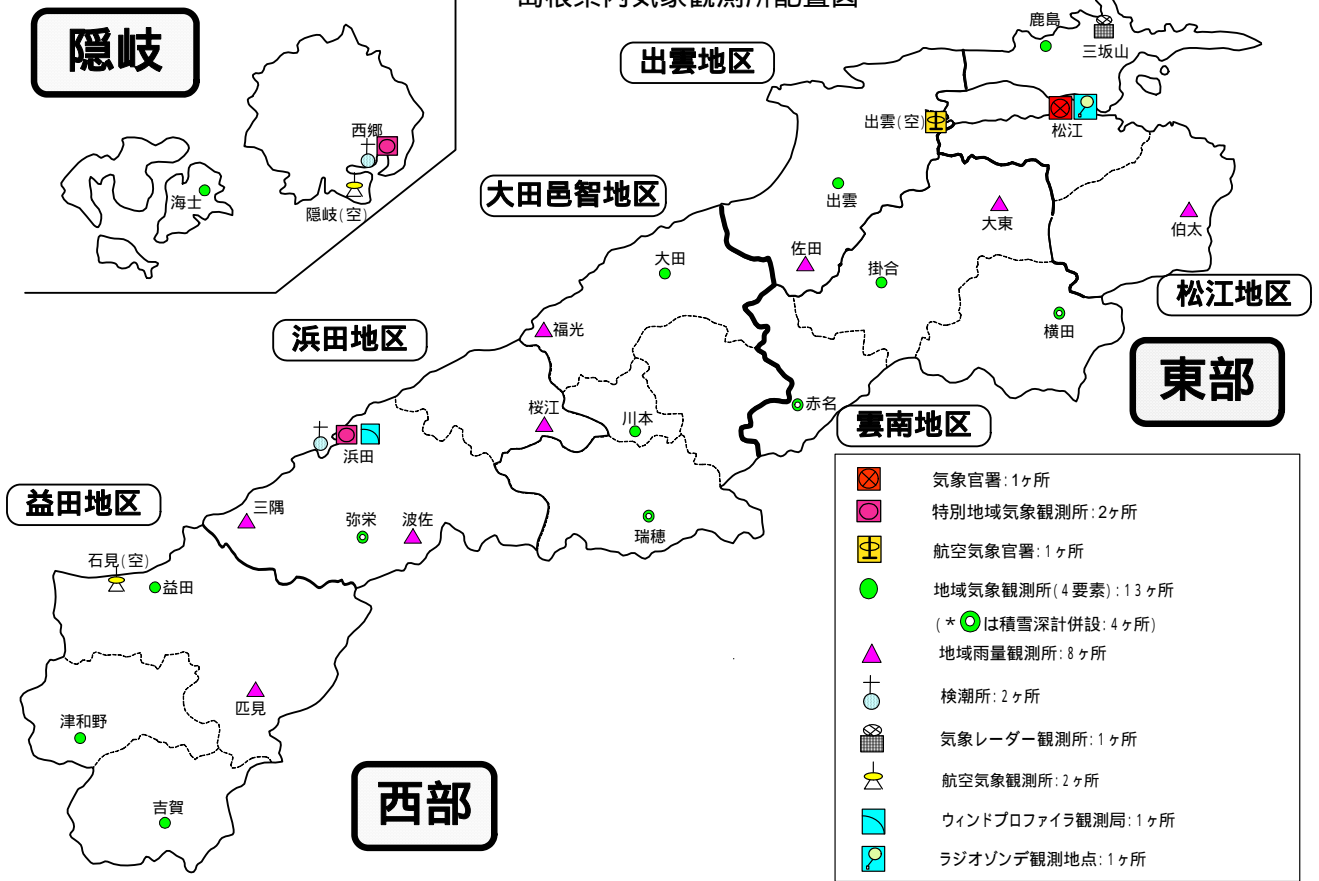 島根県内気象観測所配置図
隠岐
出雲地区
鹿島
三坂山
西郷
出雲(空)
松江
海士
隠岐(空)
大田邑智地区
出雲
大東
伯太
佐田
大田
掛合
松江地区
横田
福光
浜田地区
東部
桜江
川本
赤名
雲南地区
浜田
益田地区
三隅
弥栄
波佐
瑞穂
石見(空)
益田
匹見
津和野
吉賀
西部
気象官署:1ヶ所
特別地域気象観測所:2ヶ所
航空気象官署:1ヶ所
地域気象観測所(4要素):13ヶ所
(*◎は積雪深計併設:4ヶ所)
地域雨量観測所:8ヶ所
検潮所:2ヶ所
気象レーダー観測所:1ヶ所
航空気象観測所:2ヶ所
ウィンドプロファイラ観測局:1ヶ所
ラジオゾンデ観測地点:1ヶ所